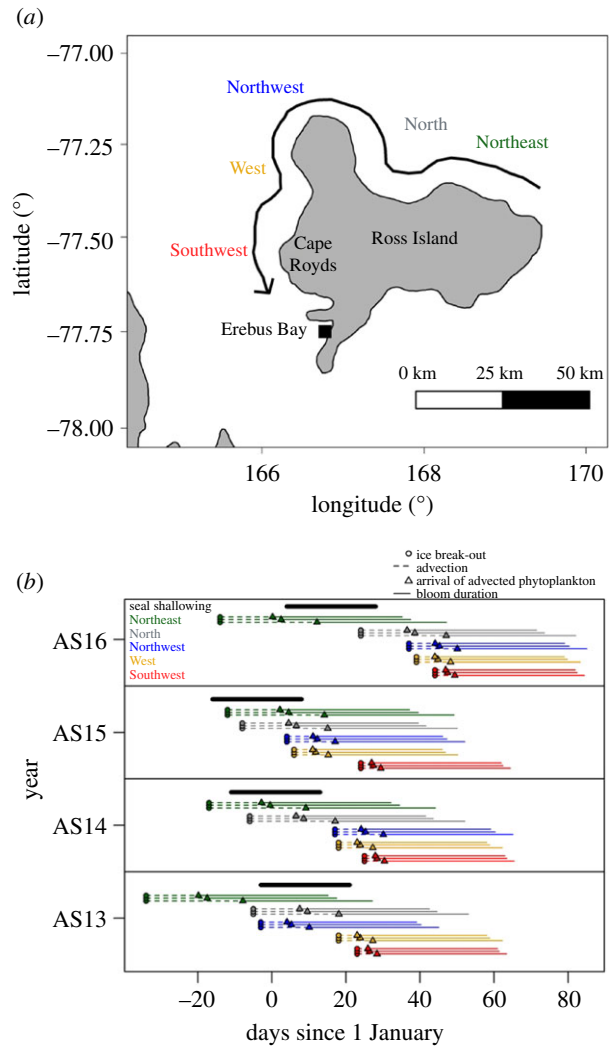 (a)
–77.00
–77.25
–77.50
–77.75
–78.00
latitude (°)
Northwest
North
Northeast
West
Southwest
Cape
Royds
Ross Island
Erebus Bay
0 km 25 km 50 km
166 168 170
longitude (°)
(b)
ice break-out
advection
arrival of advected phytoplankton
bloom duration
seal shallowing
Northeast
North
Northwest
West
Southwest
AS16
AS15
AS14
AS13
year
–20 0 20 40 60 80
days since 1 January